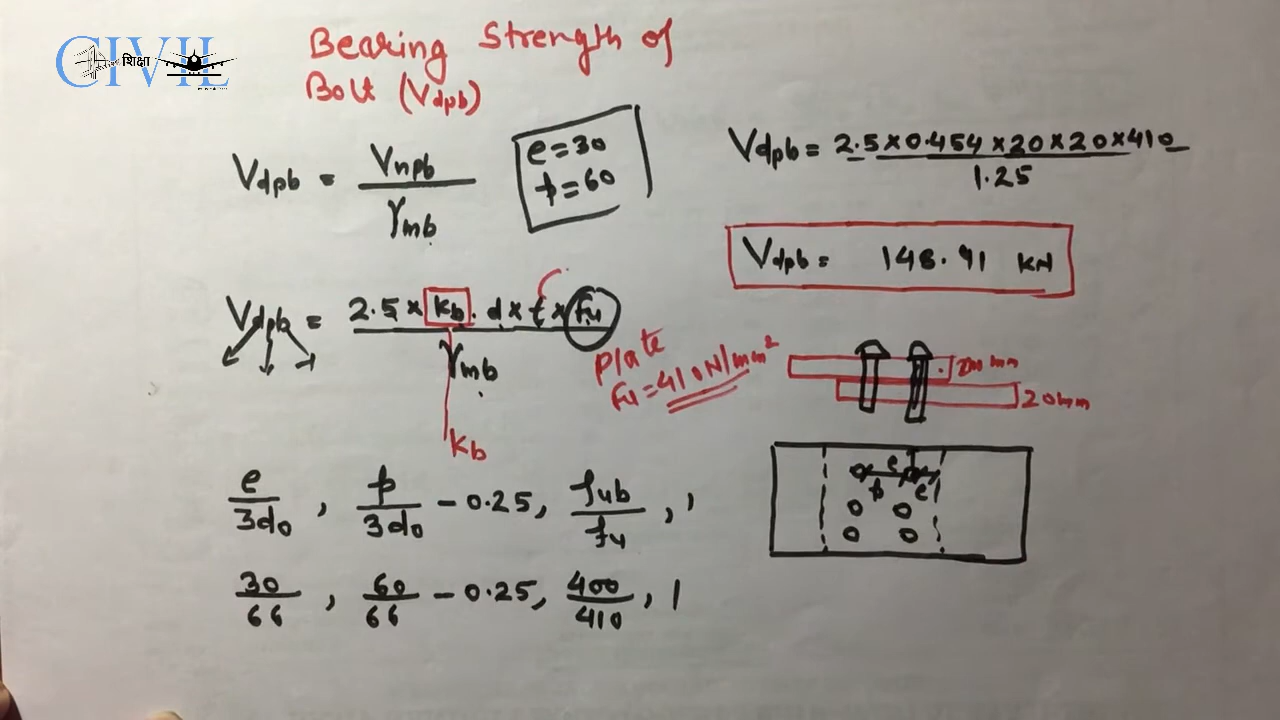 CIVIL शिक्षा
Bearing Strength of
Bolt (Vdpb)
Vdpb = Vnpb / γmb
e = 30
p = 60
Vdpb = 2.5 × Kb . d × t × Fu / γmb
Kb
Plate
Fu = 410 N/mm²
e/3do , p/3do - 0.25, fub/fu , 1
30/66 , 60/66 - 0.25, 400/410 , 1
Vdpb = 2.5×0.454×20×20×410 / 1.25
Vdpb = 148.91 KN
20mm
20mm
e
p e